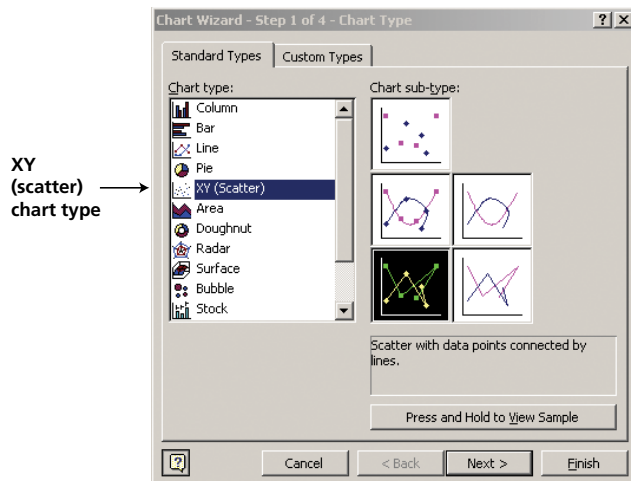 Chart Wizard - Step 1 of 4 - Chart Type
Standard Types
Custom Types
Chart type:
Column
Bar
Line
Pie
XY (Scatter)
Area
Doughnut
Radar
Surface
Bubble
Stock
XY
(scatter)
chart type
Chart sub-type:
Scatter with data points connected by
lines.
Press and Hold to View Sample
Cancel
< Back
Next >
Finish